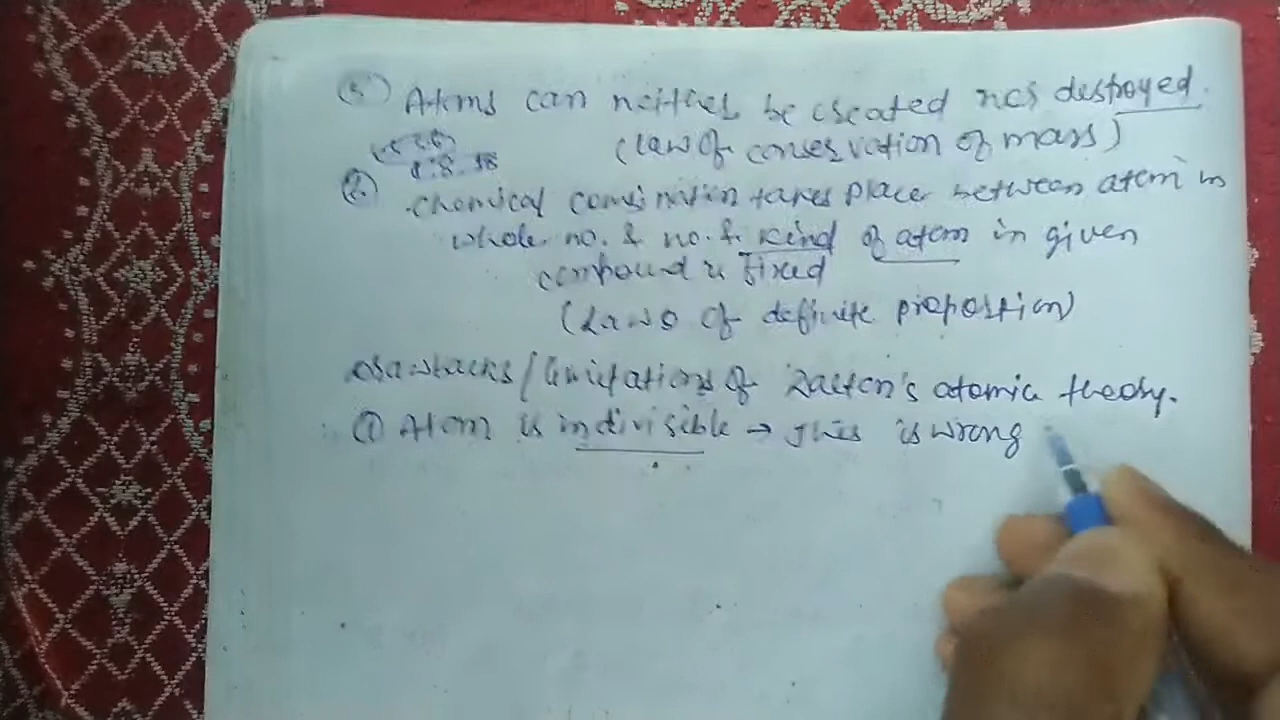 (5) Atoms can neither be created nor destroyed.
(law of conservation of mass)
(6) chemical combination takes place between atom in
whole no. & no. & kind of atom in given
compound is fixed
(Laws of definite proportion)
Drawbacks/limitations of Dalton's atomic theory.
(1) Atom is indivisible → This is wrong